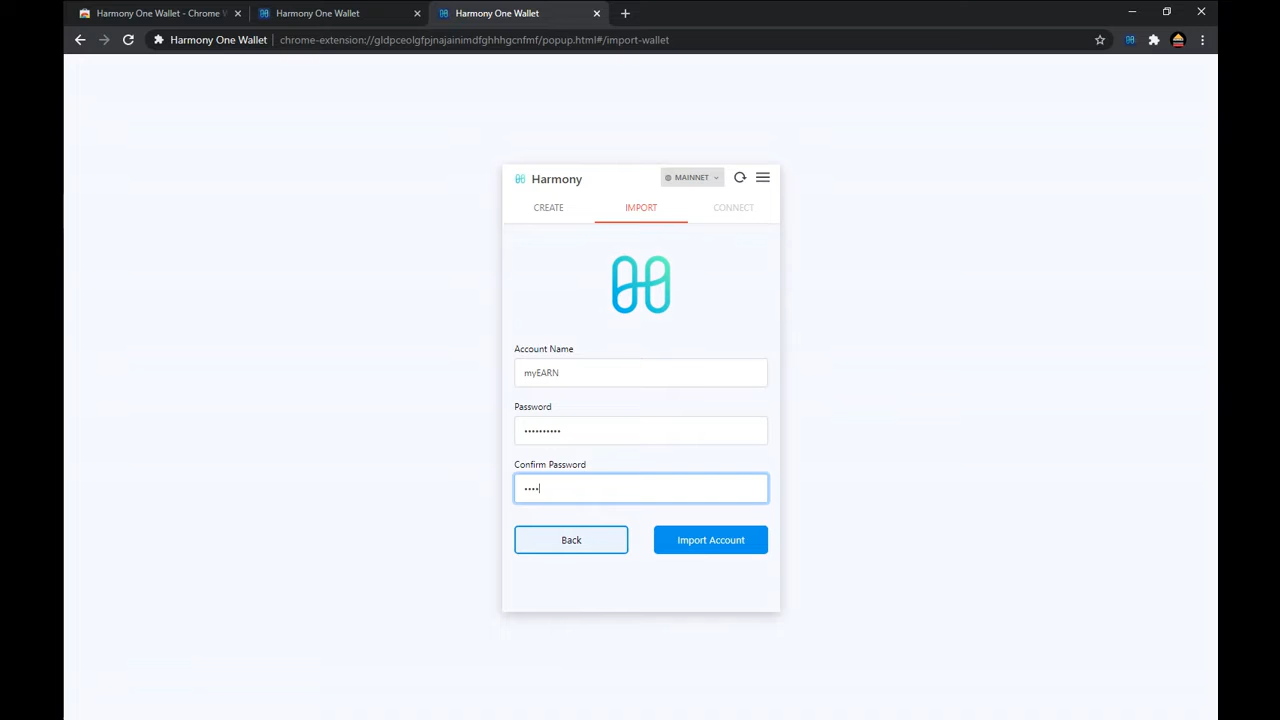 Harmony One Wallet - Chrome W
Harmony One Wallet
Harmony One Wallet
Harmony One Wallet
chrome-extension://gldpceolgfpjnajainimdfghhhgcnfmf/popup.html#/import-wallet
Harmony
MAINNET
CREATE
IMPORT
CONNECT
Account Name
myEARN
Password
••••••••••
Confirm Password
••••
Back
Import Account